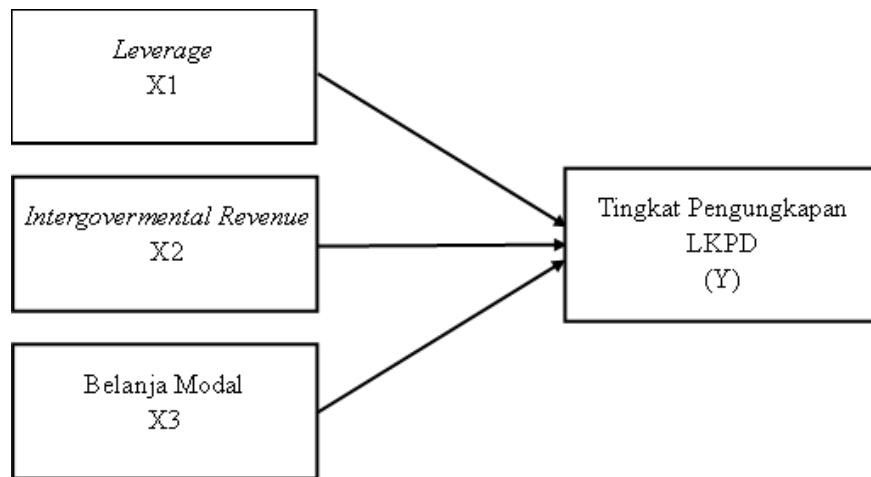 Leverage
X1
Intergovermental Revenue
X2
Belanja Modal
X3
Tingkat Pengungkapan
LKPD
(Y)